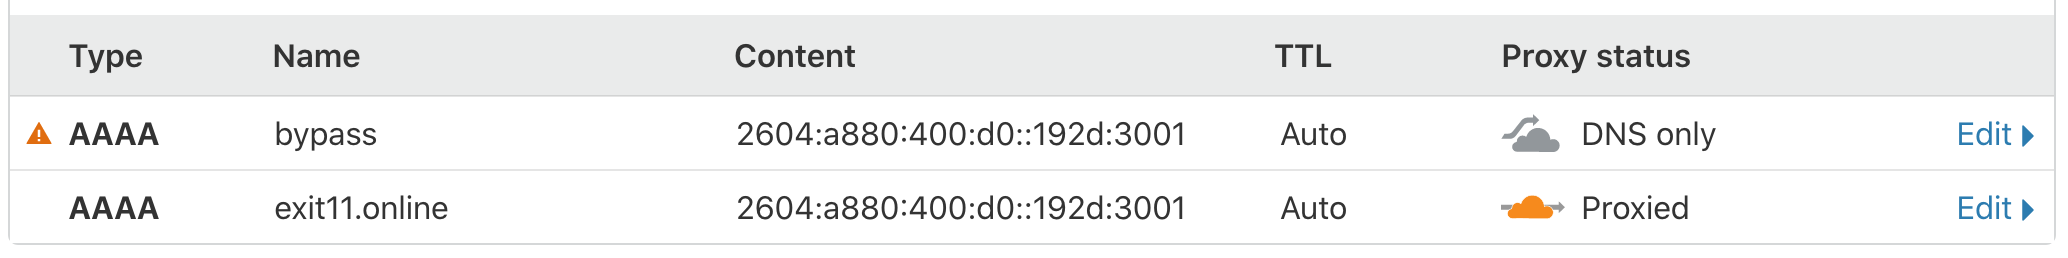 Type Name Content TTL Proxy status
AAAA bypass 2604:a880:400:d0::192d:3001 Auto DNS only Edit
AAAA exit11.online 2604:a880:400:d0::192d:3001 Auto Proxied Edit